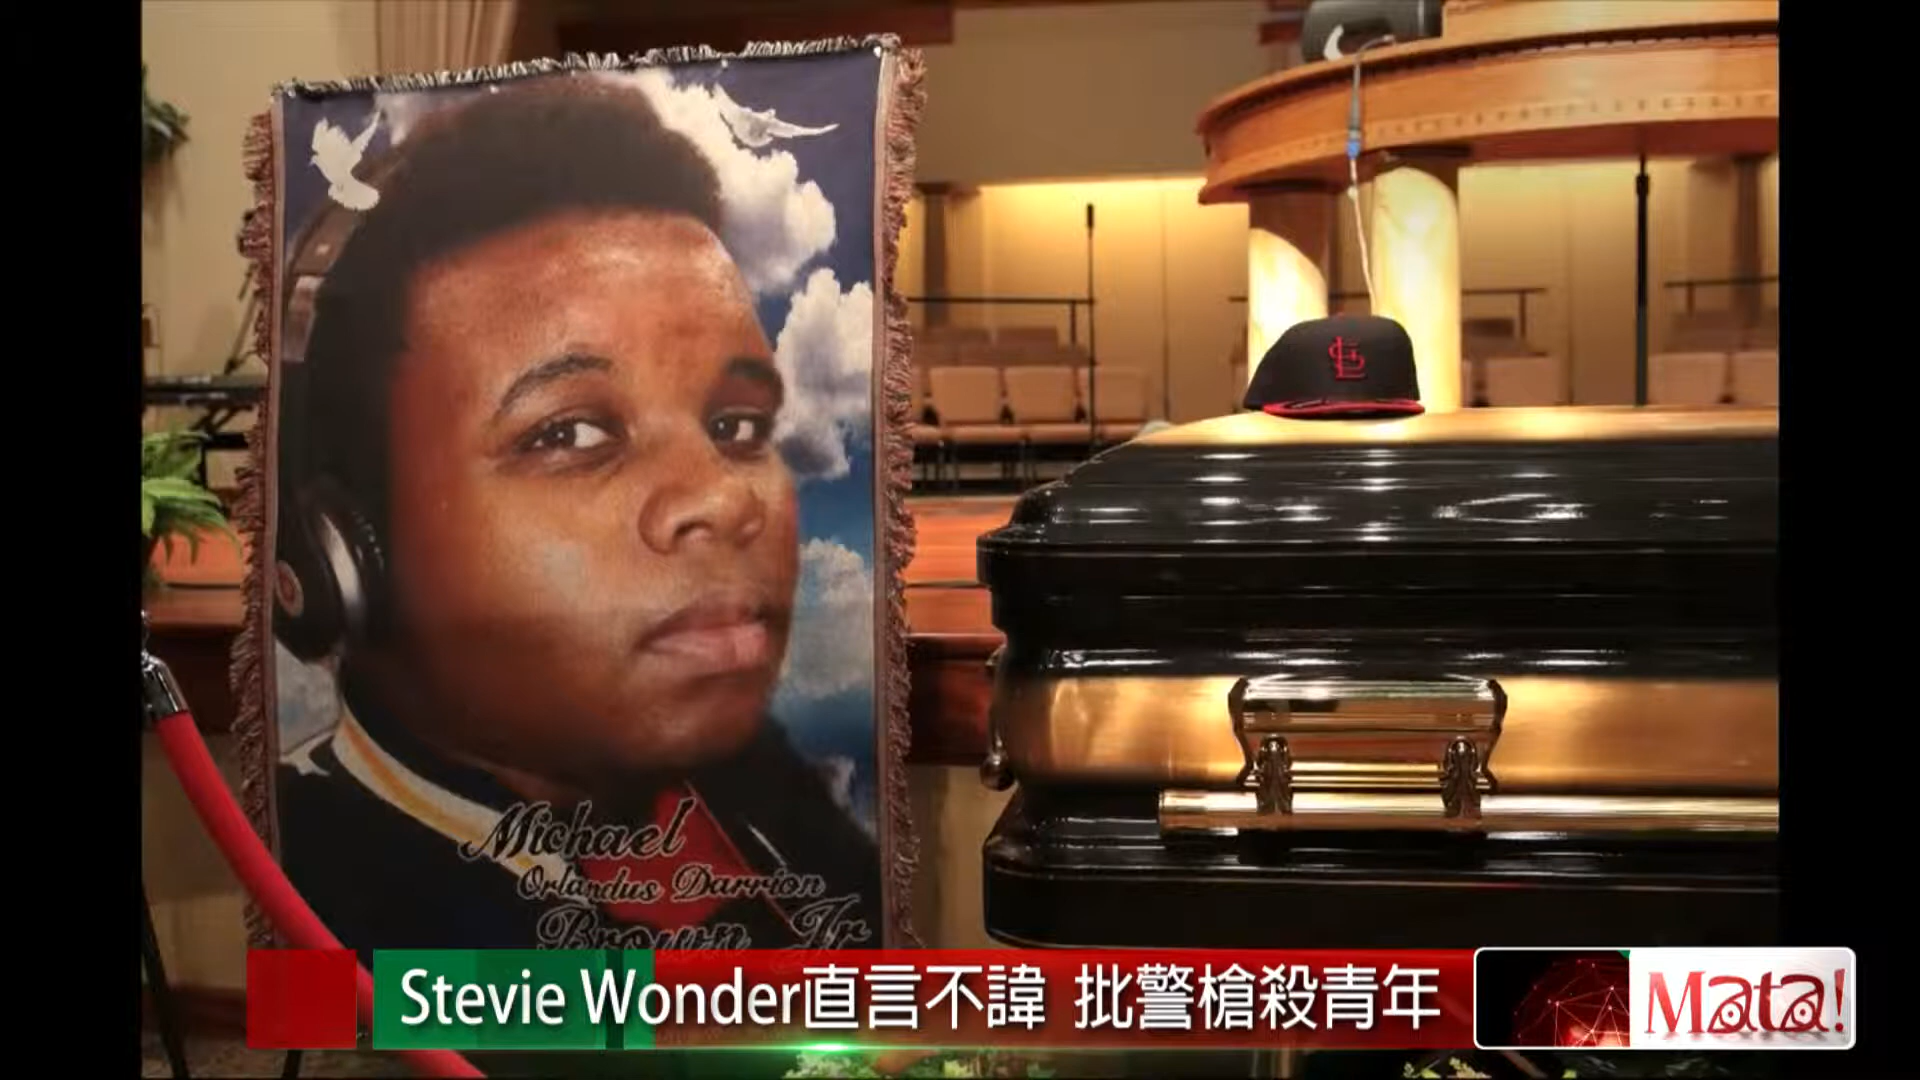 StL
Michael
Orlandus Darrion
Brown Jr
Stevie Wonder直言不諱 批警槍殺青年
Mata!